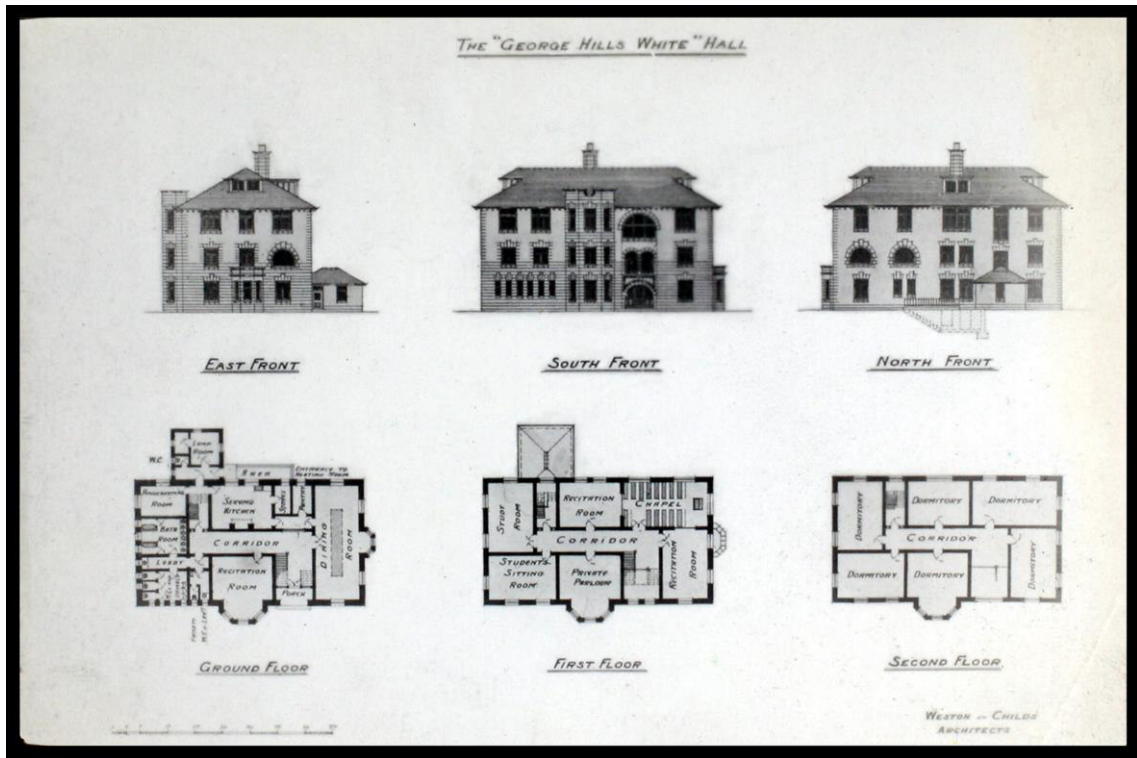 THE "GEORGE HILLS WHITE" HALL
EAST FRONT
SOUTH FRONT
NORTH FRONT
W.C.
ROOM
SHED
ENTRANCE TO
ROOM
SERVING
KITCHEN
STORES
PANTRY
BATH
ROOM
LOBBY
CORRIDOR
DINING
ROOM
RECITATION
ROOM
PORCH
GROUND FLOOR
STUDY
ROOM
RECITATION
ROOM
CHAPEL
CORRIDOR
STUDENTS
SITTING
ROOM
PRIVATE
PARLOUR
RECITATION
ROOM
FIRST FLOOR
DORMITORY
DORMITORY
DORMITORY
CORRIDOR
DORMITORY
DORMITORY
DORMITORY
SECOND FLOOR
WESTON CHILDS
ARCHITECTS